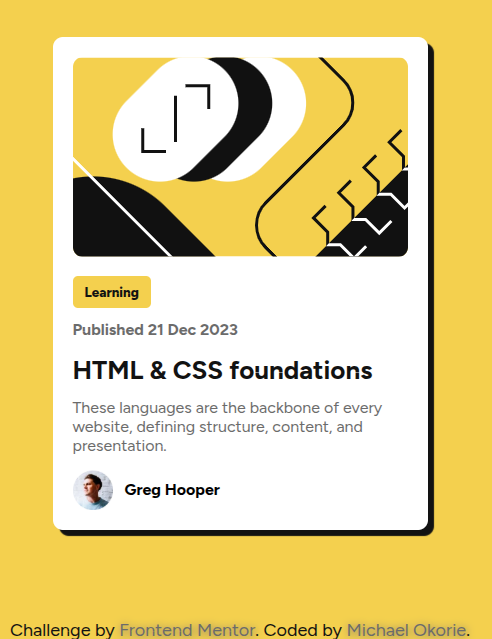 Learning
Published 21 Dec 2023
HTML & CSS foundations
These languages are the backbone of every
website, defining structure, content, and
presentation.
Greg Hooper
Challenge by Frontend Mentor. Coded by Michael Okorie.